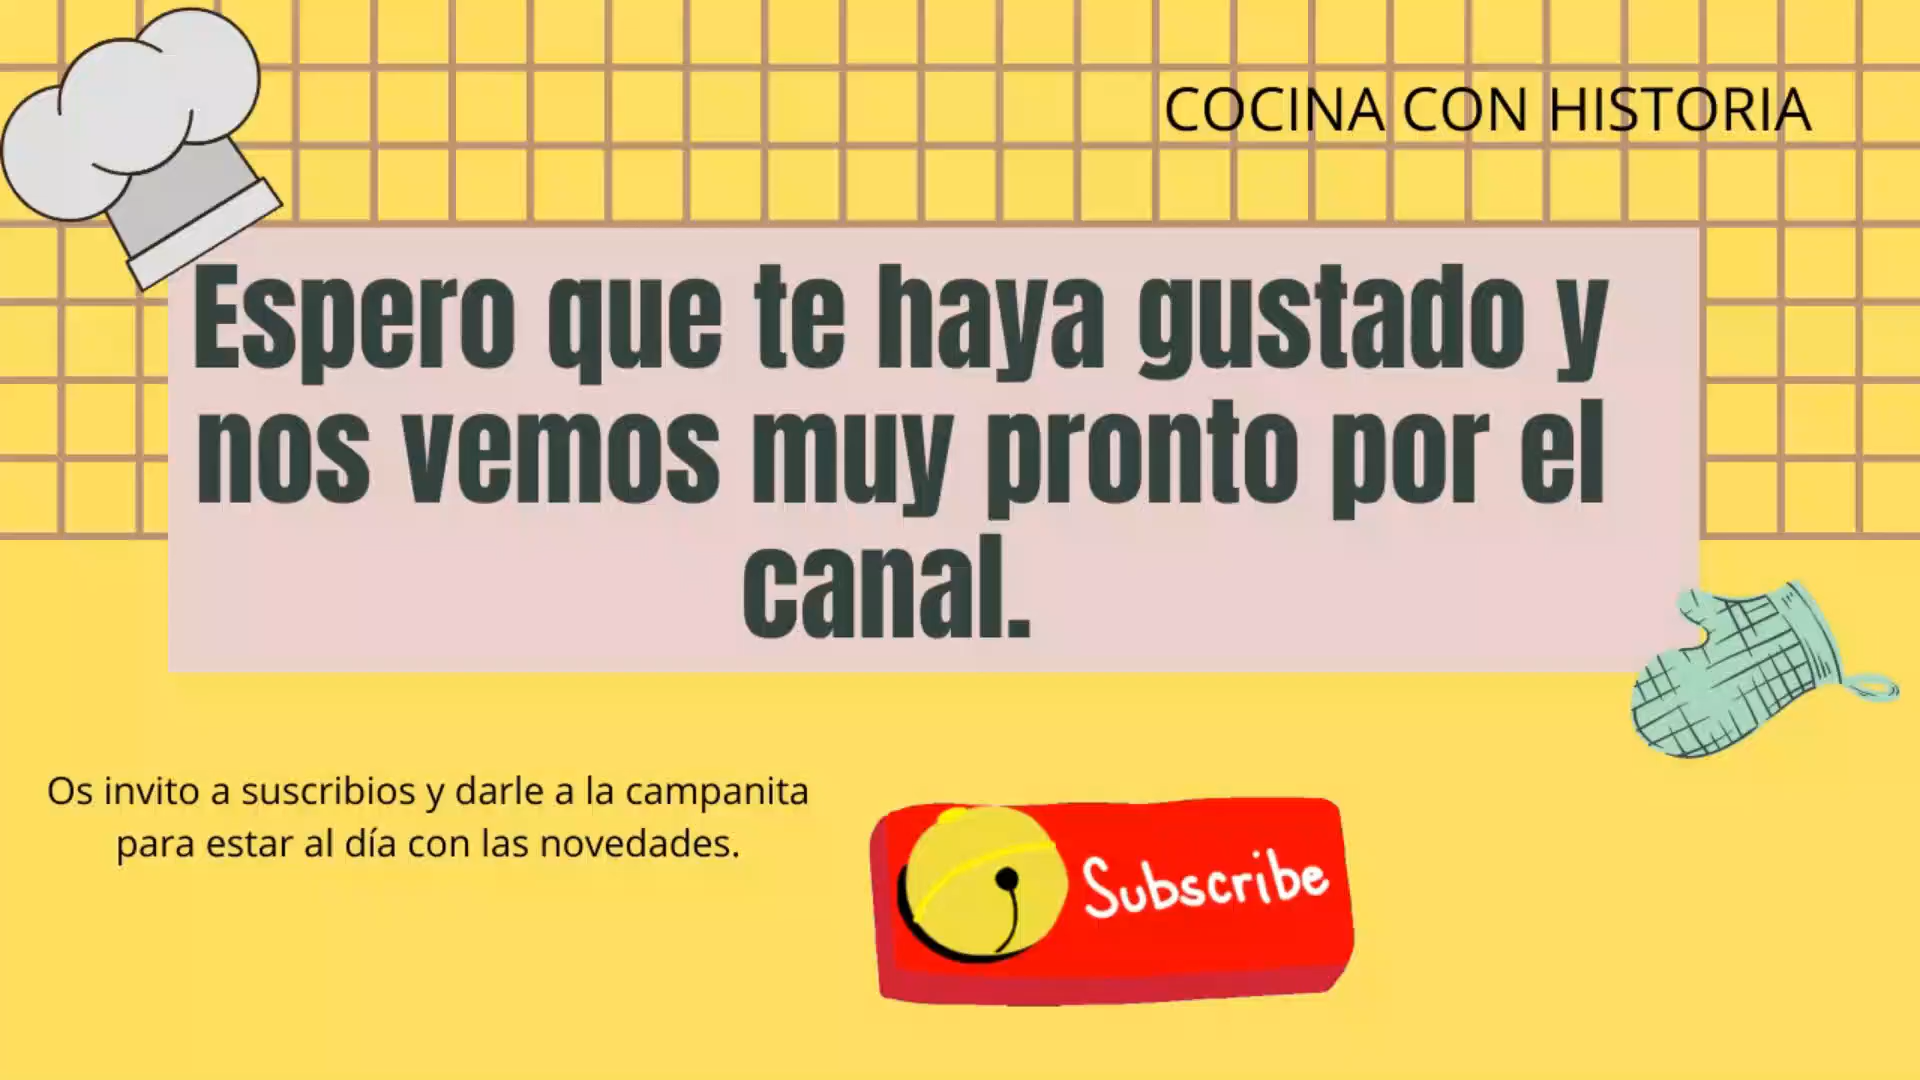 COCINA CON HISTORIA
Espero que te haya gustado y
nos vemos muy pronto por el
canal.
Os invito a suscribios y darle a la campanita
para estar al día con las novedades.
Subscribe